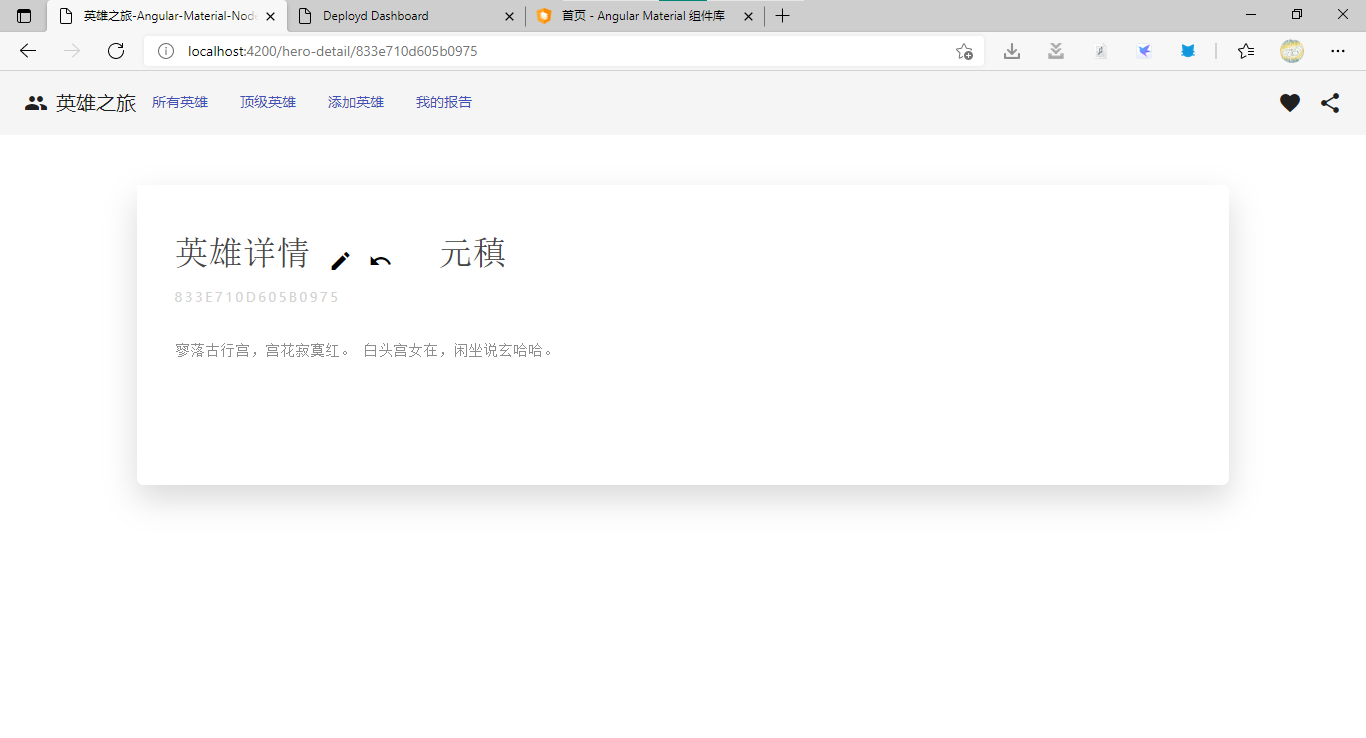 英雄之旅-Angular-Material-Node
Deployd Dashboard
首页 - Angular Material 组件库
localhost:4200/hero-detail/833e710d605b0975
英雄之旅 所有英雄 顶级英雄 添加英雄 我的报告
英雄详情 元稹
833E710D605B0975
寥落古行宫，宫花寂寞红。 白头宫女在，闲坐说玄哈哈。